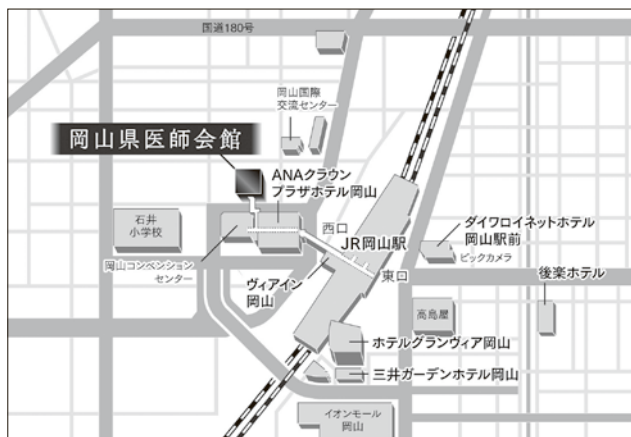 国道180号
岡山国際
交流センター
岡山県医師会館
ANAクラウン
プラザホテル岡山
石井
小学校
西口
JR岡山駅
ダイワロイネットホテル
岡山駅前
ビックカメラ
岡山コンベンション
センター
ヴィアイン
岡山
東口
後楽ホテル
高島屋
ホテルグランヴィア岡山
三井ガーデンホテル岡山
イオンモール
岡山